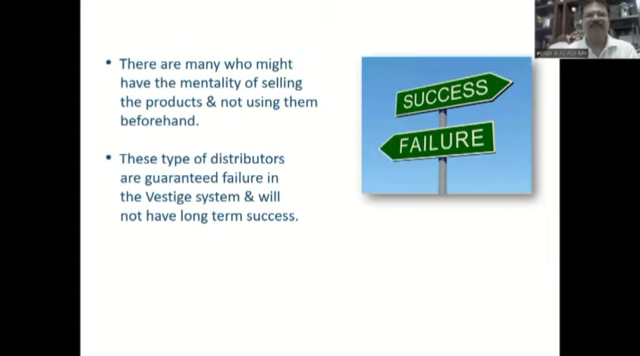 • There are many who might
have the mentality of selling
the products & not using them
beforehand.
• These type of distributors
are guaranteed failure in
the Vestige system & will
not have long term success.
SUCCESS
FAILURE